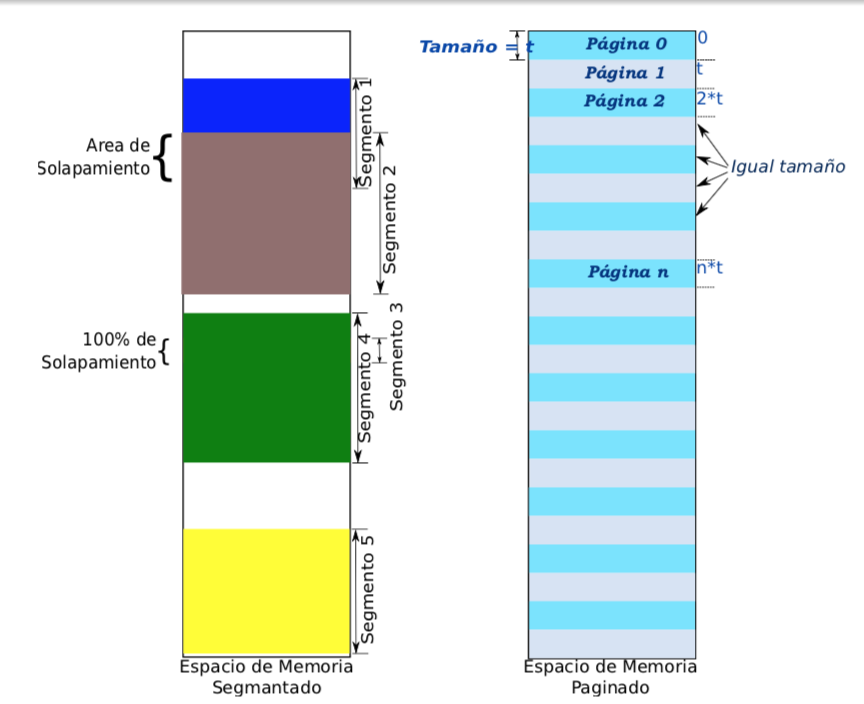 Area de
Solapamiento
Segmento 1
Segmento 2
100% de
Solapamiento
Segmento 4
Segmento 3
Segmento 5
Espacio de Memoria
Segmantado
Tamaño = t
Página 0
0
Página 1
t
Página 2
2*t
Igual tamaño
Página n
n*t
Espacio de Memoria
Paginado